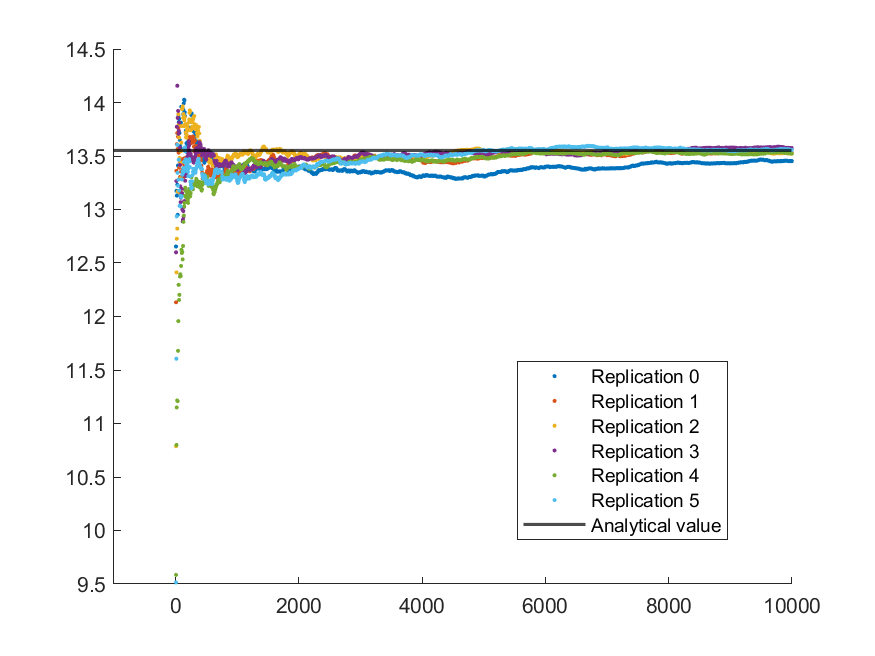 14.5
14
13.5
13
12.5
12
11.5
11
10.5
10
9.5
0
2000
4000
6000
8000
10000
Replication 0
Replication 1
Replication 2
Replication 3
Replication 4
Replication 5
Analytical value